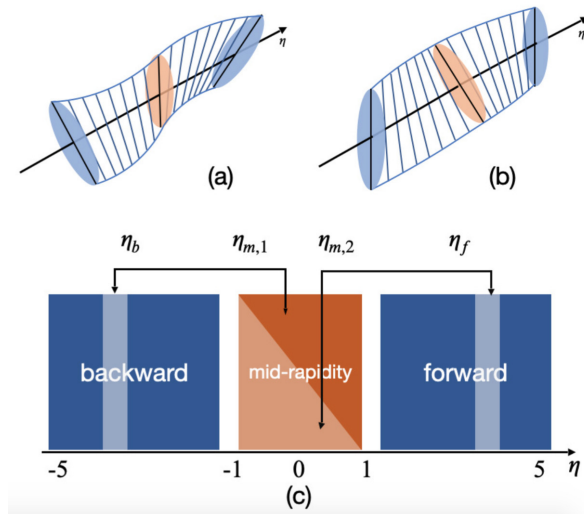 η
η
(a)
(b)
η_b η_{m,1} η_{m,2} η_f
backward mid-rapidity forward
-5 -1 0 1 5 η
(c)